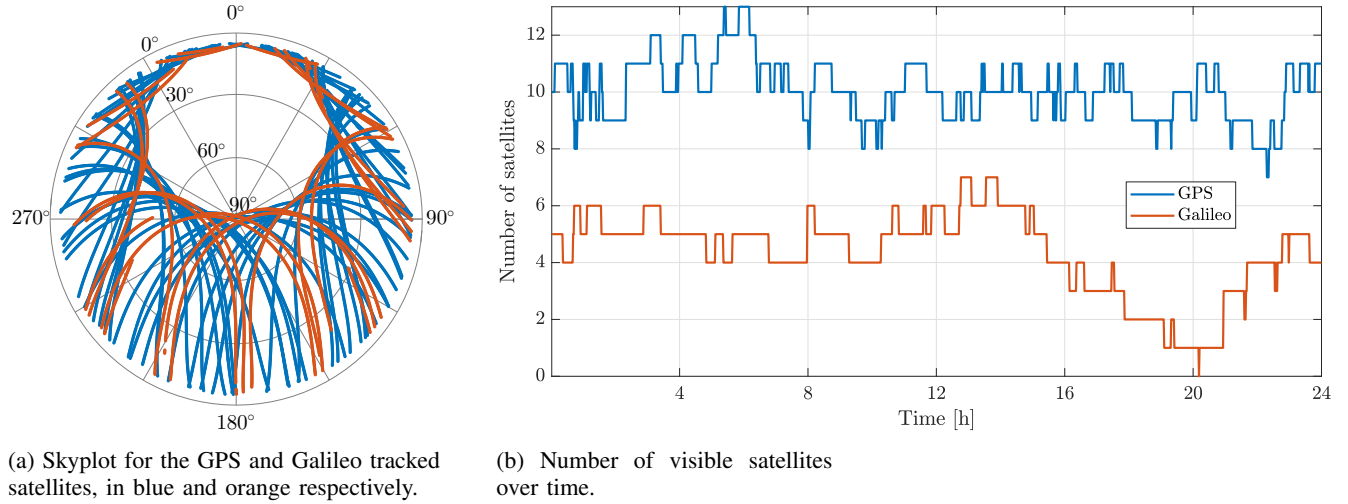 0°
0°
30°
60°
90°
270°
90°
180°
12
10
8
6
4
2
0
Number of satellites
GPS
Galileo
4
8
12
16
20
24
Time [h]
(a) Skyplot for the GPS and Galileo tracked
satellites, in blue and orange respectively.
(b) Number of visible satellites
over time.